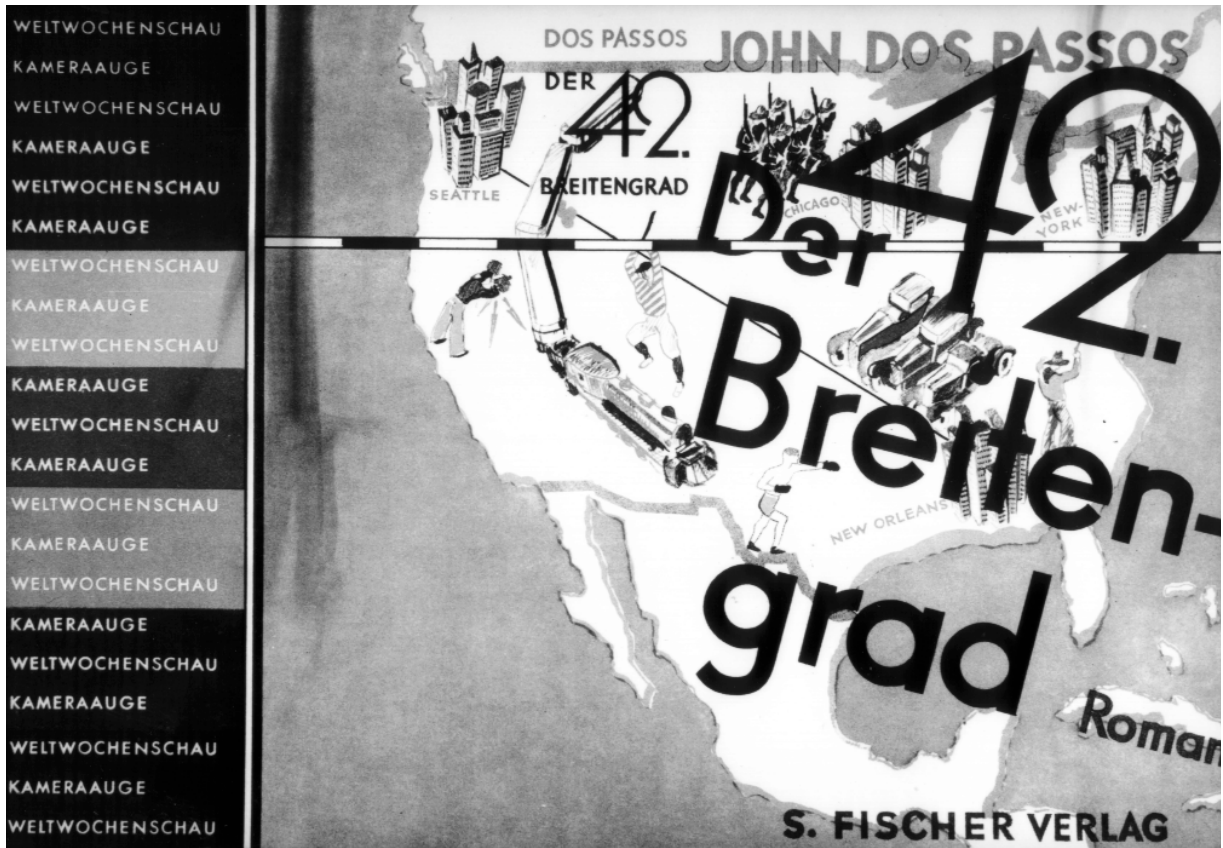 WELTWOCHENSCHAU
KAMERAAUGE
WELTWOCHENSCHAU
KAMERAAUGE
WELTWOCHENSCHAU
KAMERAAUGE
WELTWOCHENSCHAU
KAMERAAUGE
WELTWOCHENSCHAU
KAMERAAUGE
WELTWOCHENSCHAU
KAMERAAUGE
WELTWOCHENSCHAU
KAMERAAUGE
WELTWOCHENSCHAU
KAMERAAUGE
WELTWOCHENSCHAU
KAMERAAUGE
WELTWOCHENSCHAU
KAMERAAUGE
WELTWOCHENSCHAU
DOS PASSOS
DER
42.
BREITENGRAD
JOHN DOS PASSOS
Der 42.
Breiten-
grad
Roman
S. FISCHER VERLAG
SEATTLE
CHICAGO
NEW-
YORK
NEW ORLEANS